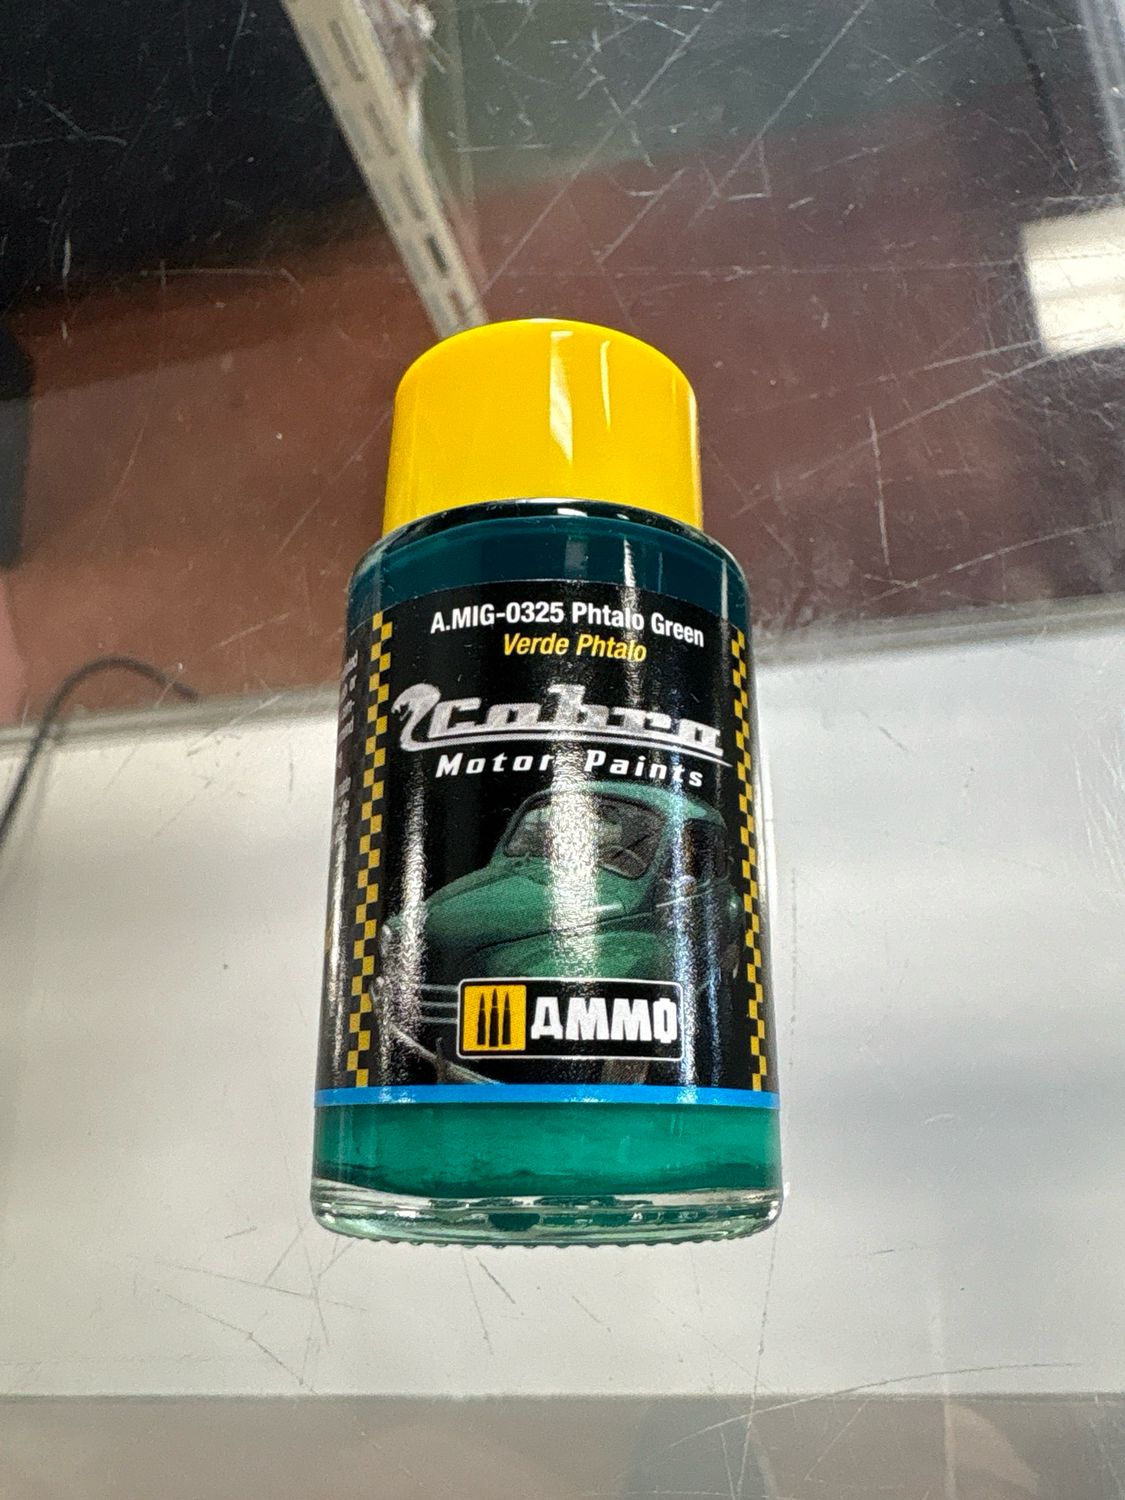 A.MIG-0325 Phtalo Green
Verde Phtalo
Cobra
Motor Paints
AMMO